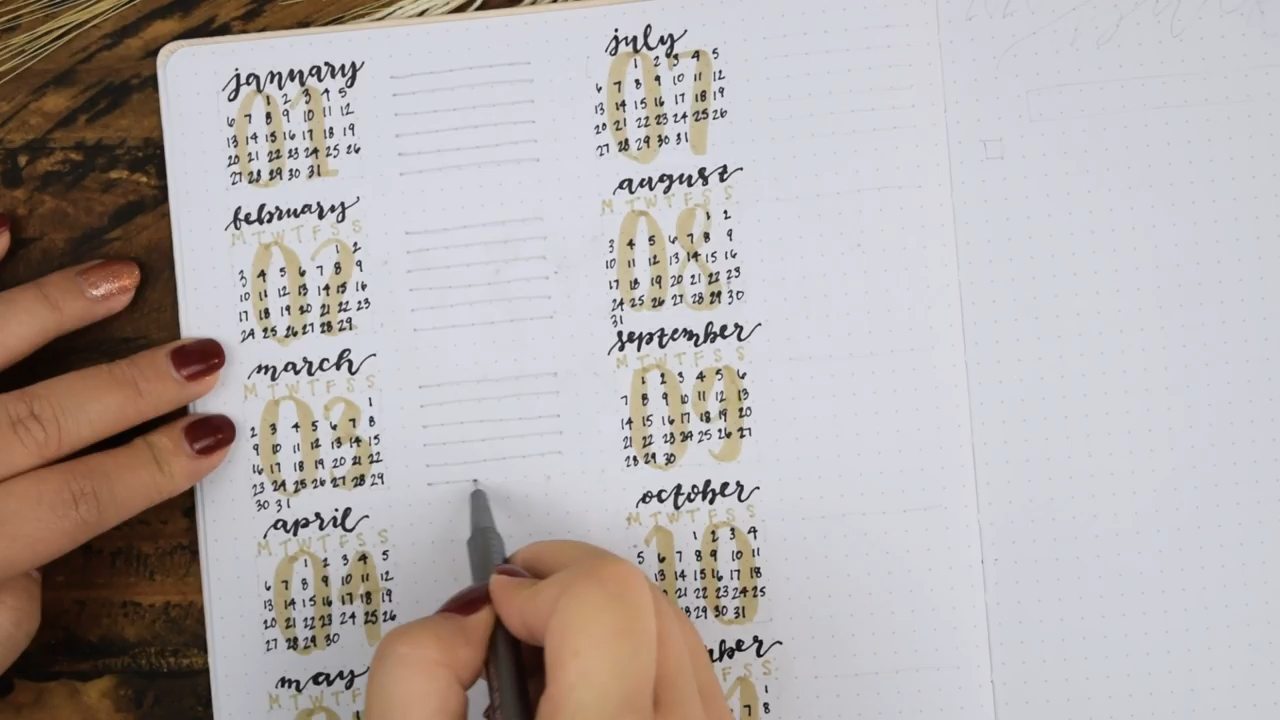 january
01
1 2 3 4 5
6 7 8 9 10 11 12
13 14 15 16 17 18 19
20 21 22 23 24 25 26
27 28 29 30 31
february
M T W T F S S
02
1 2
3 4 5 6 7 8 9
10 11 12 13 14 15 16
17 18 19 20 21 22 23
24 25 26 27 28 29
march
M T W T F S S
03
1
2 3 4 5 6 7 8
9 10 11 12 13 14 15
16 17 18 19 20 21 22
23 24 25 26 27 28 29
30 31
april
M T W T F S S
04
1 2 3 4 5
6 7 8 9 10 11 12
13 14 15 16 17 18 19
20 21 22 23 24 25 26
27 28 29 30
may
M T W T F S S
july
07
1 2 3 4 5
6 7 8 9 10 11 12
13 14 15 16 17 18 19
20 21 22 23 24 25 26
27 28 29 30 31
august
M T W T F S S
08
1 2
3 4 5 6 7 8 9
10 11 12 13 14 15 16
17 18 19 20 21 22 23
24 25 26 27 28 29 30
31
september
M T W T F S S
09
1 2 3 4 5 6
7 8 9 10 11 12 13
14 15 16 17 18 19 20
21 22 23 24 25 26 27
28 29 30
october
M T W T F S S
10
1 2 3 4
5 6 7 8 9 10 11
13 14 15 16 17 18
21 22 23 24 25
29 30 31
ber
F S S
1
7 8